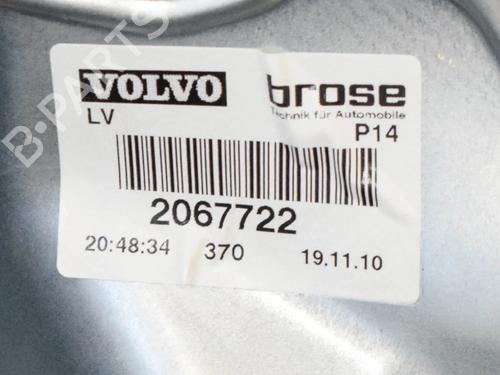 VOLVO brose
Technik für Automobile
LV P14
2067722
20:48:34 370 19.11.10
B-PARTS